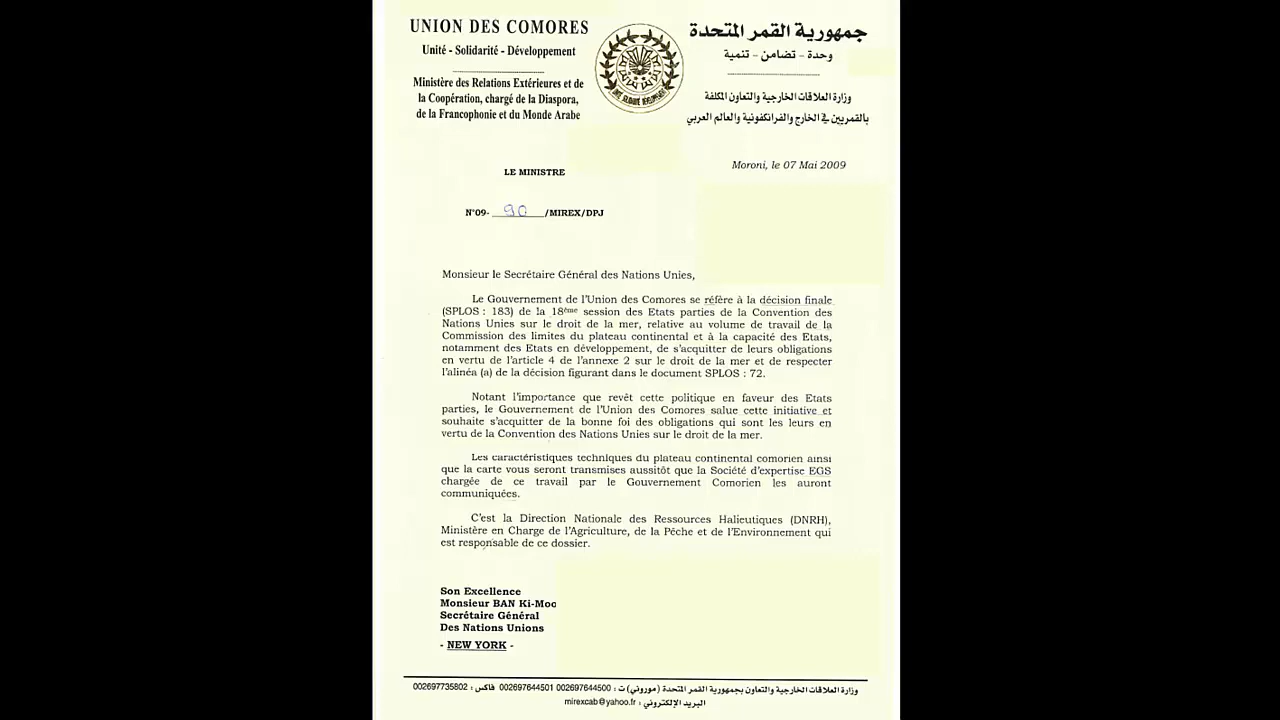 UNION DES COMORES
Unité - Solidarité - Développement
Ministère des Relations Extérieures et de
la Coopération, chargé de la Diaspora,
de la Francophonie et du Monde Arabe
جمهورية القمر المتحدة
وحدة - تضامن - تنمية
وزارة العلاقات الخارجية والتعاون المكلفة
بالقمريين في الخارج والفرانكفونية والعالم العربي
Moroni, le 07 Mai 2009
LE MINISTRE
N°09- 90 /MIREX/DPJ
Monsieur le Secrétaire Général des Nations Unies,
Le Gouvernement de l'Union des Comores se réfère à la décision finale
(SPLOS : 183) de la 18ème session des Etats parties de la Convention des
Nations Unies sur le droit de la mer, relative au volume de travail de la
Commission des limites du plateau continental et à la capacité des Etats,
notamment des Etats en développement, de s'acquitter de leurs obligations
en vertu de l'article 4 de l'annexe 2 sur le droit de la mer et de respecter
l'alinéa (a) de la décision figurant dans le document SPLOS : 72.
Notant l'importance que revêt cette politique en faveur des Etats
parties, le Gouvernement de l'Union des Comores salue cette initiative et
souhaite s'acquitter de la bonne foi des obligations qui sont les leurs en
vertu de la Convention des Nations Unies sur le droit de la mer.
Les caractéristiques techniques du plateau continental comorien ainsi
que la carte vous seront transmises aussitôt que la Société d'expertise EGS
chargée de ce travail par le Gouvernement Comorien les auront
communiquées.
C'est la Direction Nationale des Ressources Halieutiques (DNRH),
Ministère en Charge de l'Agriculture, de la Pêche et de l'Environnement qui
est responsable de ce dossier.
Son Excellence
Monsieur BAN Ki-Moo
Secrétaire Général
Des Nations Unions
- NEW YORK -
وزارة العلاقات الخارجية والتعاون بجمهورية القمر المتحدة (موروني) ت : 002697644500 002697644501 فاكس : 002697735802
البريد الإلكتروني : mirexcab@yahoo.fr